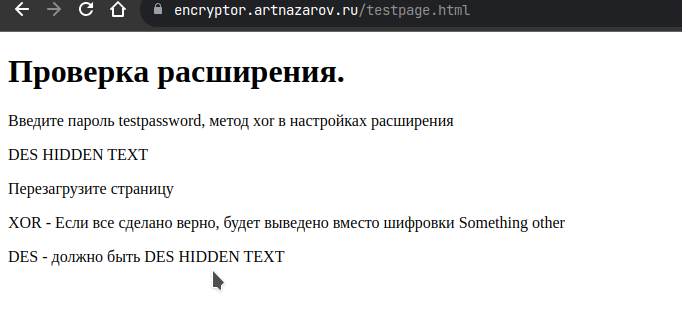 encryptor.artnazarov.ru/testpage.html
Проверка расширения.
Введите пароль testpassword, метод xor в настройках расширения
DES HIDDEN TEXT
Перезагрузите страницу
XOR - Если все сделано верно, будет выведено вместо шифровки Something other
DES - должно быть DES HIDDEN TEXT